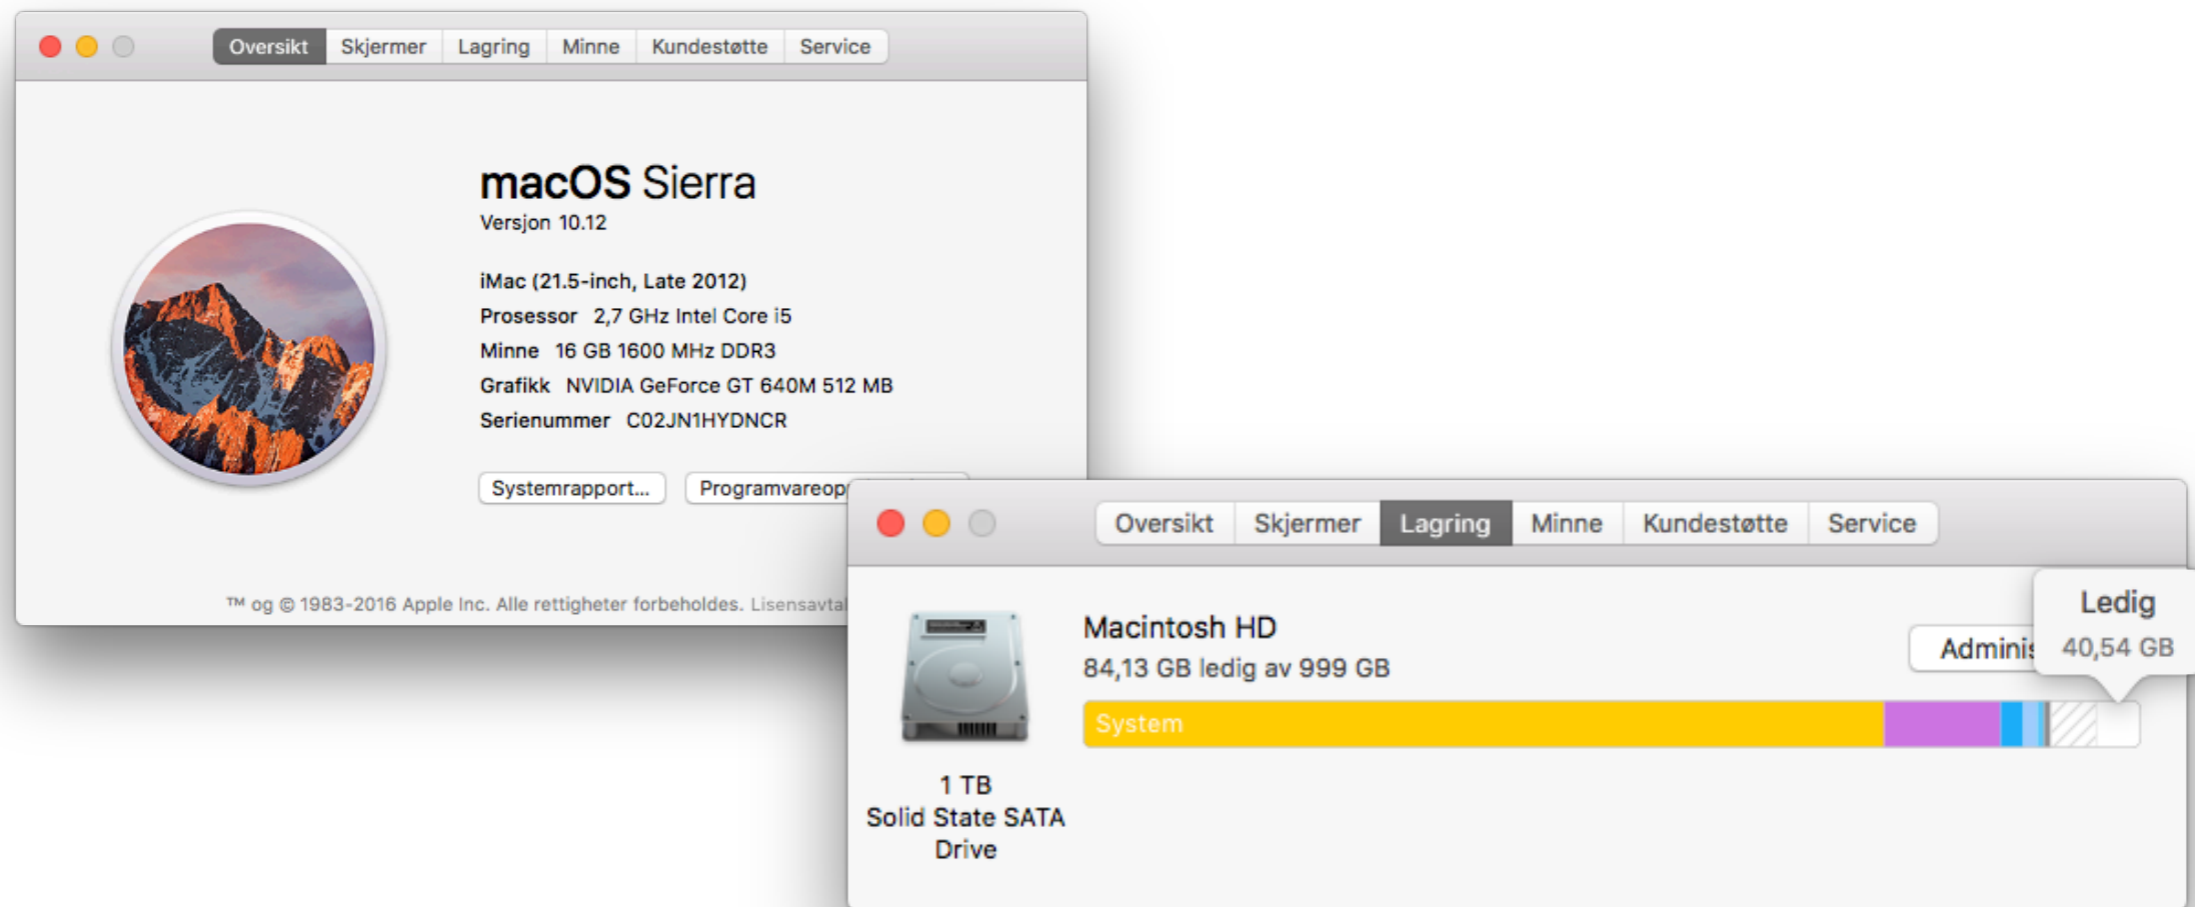 Oversikt Skjermer Lagring Minne Kundestøtte Service
macOS Sierra
Versjon 10.12
iMac (21.5-inch, Late 2012)
Prosessor 2,7 GHz Intel Core i5
Minne 16 GB 1600 MHz DDR3
Grafikk NVIDIA GeForce GT 640M 512 MB
Serienummer C02JN1HYDNCR
Systemrapport...
™ og © 1983-2016 Apple Inc. Alle rettigheter forbeholdes.
Oversikt Skjermer Lagring Minne Kundestøtte Service
Ledig
40,54 GB
Macintosh HD
84,13 GB ledig av 999 GB
System
1 TB
Solid State SATA
Drive